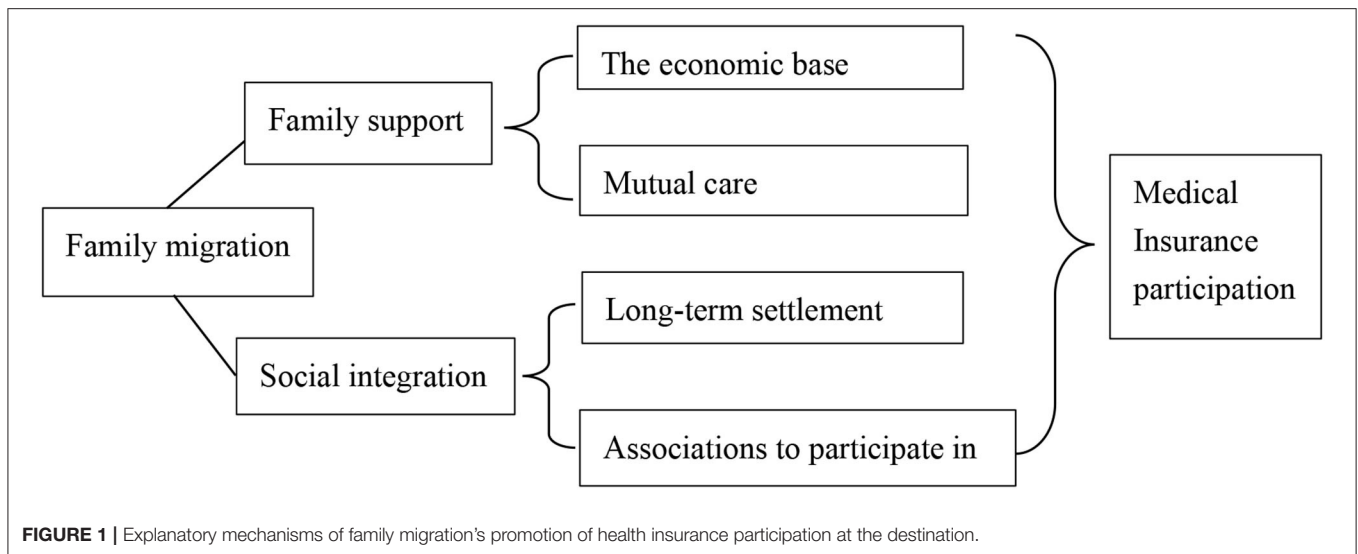 The economic base
Family support
Mutual care
Medical
Insurance
participation
Family migration
Long-term settlement
Social integration
Associations to participate in
FIGURE 1 | Explanatory mechanisms of family migration's promotion of health insurance participation at the destination.